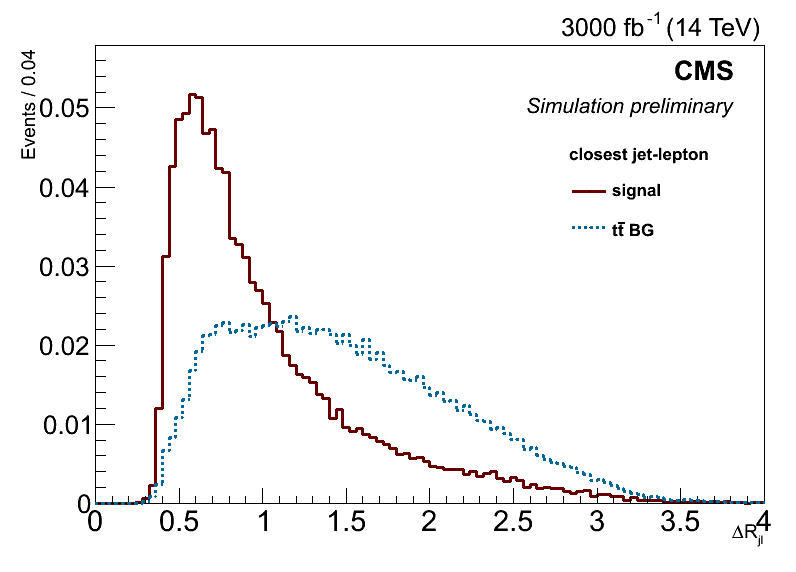 3000 fb⁻¹ (14 TeV)
Events / 0.04
CMS
Simulation preliminary
closest jet-lepton
signal
tt̄ BG
0.05
0.04
0.03
0.02
0.01
0
0 0.5 1 1.5 2 2.5 3 3.5 4
ΔR_jl